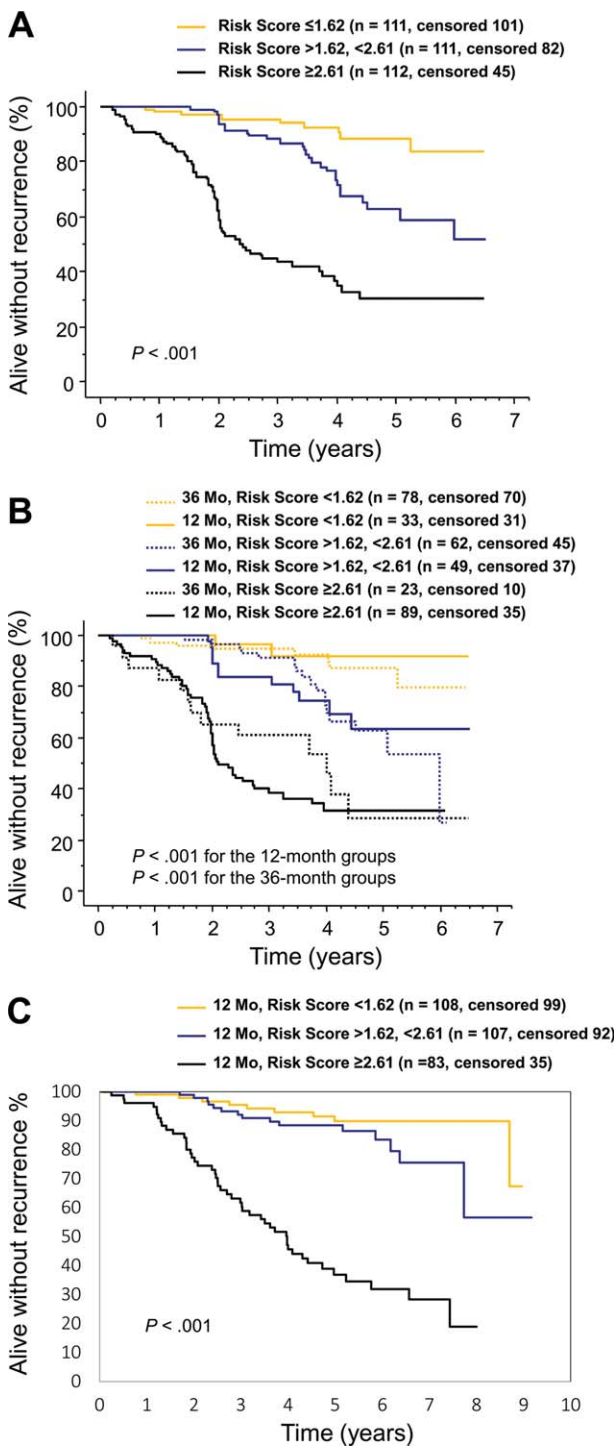 A
Risk Score ≤1.62 (n = 111, censored 101)
Risk Score >1.62, <2.61 (n = 111, censored 82)
Risk Score ≥2.61 (n = 112, censored 45)
Alive without recurrence (%)
100
80
60
40
20
0
P < .001
0 1 2 3 4 5 6 7
Time (years)
B
36 Mo, Risk Score <1.62 (n = 78, censored 70)
12 Mo, Risk Score <1.62 (n = 33, censored 31)
36 Mo, Risk Score >1.62, <2.61 (n = 62, censored 45)
12 Mo, Risk Score >1.62, <2.61 (n = 49, censored 37)
36 Mo, Risk Score ≥2.61 (n = 23, censored 10)
12 Mo, Risk Score ≥2.61 (n = 89, censored 35)
Alive without recurrence (%)
100
80
60
40
20
0
P < .001 for the 12-month groups
P < .001 for the 36-month groups
0 1 2 3 4 5 6 7
Time (years)
C
12 Mo, Risk Score <1.62 (n = 108, censored 99)
12 Mo, Risk Score >1.62, <2.61 (n = 107, censored 92)
12 Mo, Risk Score ≥2.61 (n =83, censored 35)
Alive without recurrence %
100
90
80
70
60
50
40
30
20
10
0
P < .001
0 1 2 3 4 5 6 7 8 9 10
Time (years)